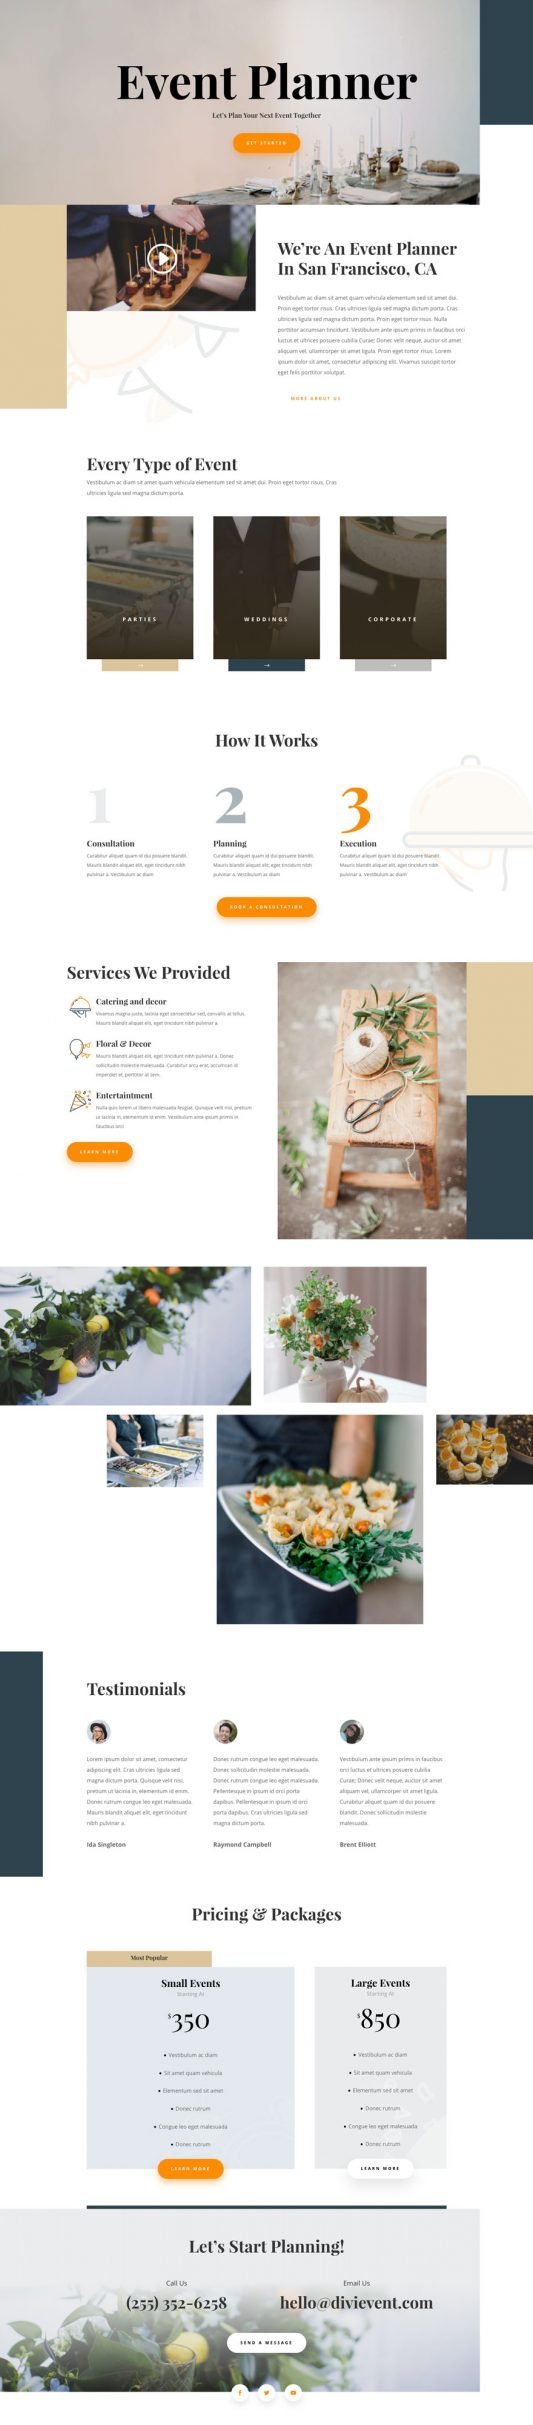 Event Planner
Let's Plan Your Next Event Together
GET STARTED
We're An Event Planner
In San Francisco, CA
Vestibulum ac diam sit amet quam vehicula elementum sed sit amet dui.
Proin eget tortor risus. Cras ultricies ligula sed magna dictum porta. Cras
ultricies ligula sed magna dictum porta. Proin eget tortor risus. Nulla
porttitor accumsan tincidunt. Vestibulum ante ipsum primis in faucibus orci
luctus et ultrices posuere cubilia Curae; Donec velit neque, auctor sit amet
aliquam vel, ullamcorper sit amet ligula. Proin eget tortor risus. Lorem
ipsum dolor sit amet, consectetur adipiscing elit. Vivamus suscipit tortor
eget felis porttitor volutpat.
MORE ABOUT US
Every Type of Event
Vestibulum ac diam sit amet quam vehicula elementum sed sit amet dui. Proin eget tortor risus. Cras
ultricies ligula sed magna dictum porta.
PARTIES
WEDDINGS
CORPORATE
How It Works
1
Consultation
Curabitur aliquet quam id dui posuere blandit.
Mauris blandit aliquet elit, eget tincidunt nibh
pulvinar a. Vestibulum ac diam
2
Planning
Curabitur aliquet quam id dui posuere blandit.
Mauris blandit aliquet elit, eget tincidunt nibh
pulvinar a. Vestibulum ac diam
3
Execution
Curabitur aliquet quam id dui posuere blandit.
Mauris blandit aliquet elit, eget tincidunt nibh
pulvinar a. Vestibulum ac diam
BOOK A CONSULTATION
Services We Provided
Catering and decor
Vivamus magna justo, lacinia eget consectetur sed, convallis at tellus.
Mauris blandit aliquet elit, eget tincidunt nibh pulvinar a.
Floral & Decor
Mauris blandit aliquet elit, eget tincidunt nibh pulvinar a. Donec
sollicitudin molestie malesuada. Curabitur arcu erat, accumsan id
imperdiet et, porttitor at sem.
Entertaintment
Nulla quis lorem ut libero malesuada feugiat. Quisque velit nisi, pretium
ut lacinia in, elementum id enim. Vestibulum ante ipsum primis in
faucibus orci
LEARN MORE
Testimonials
Lorem ipsum dolor sit amet, consectetur
adipiscing elit. Cras ultricies ligula sed
magna dictum porta. Quisque velit nisi,
pretium ut lacinia in, elementum id enim.
Donec rutrum congue leo eget malesuada.
Mauris blandit aliquet elit, eget tincidunt
nibh pulvinar a.
Ida Singleton
Donec rutrum congue leo eget malesuada.
Donec sollicitudin molestie malesuada.
Donec rutrum congue leo eget malesuada.
Pellentesque in ipsum id orci porta
dapibus. Pellentesque in ipsum id orci
porta dapibus. Cras ultricies ligula sed
magna dictum porta.
Raymond Campbell
Vestibulum ante ipsum primis in faucibus
orci luctus et ultrices posuere cubilia
Curae; Donec velit neque, auctor sit amet
aliquam vel, ullamcorper sit amet ligula.
Curabitur aliquet quam id dui posuere
blandit. Donec sollicitudin molestie
malesuada.
Brent Elliott
Pricing & Packages
Most Popular
Small Events
Starting At
$350
Vestibulum ac diam
Sit amet quam vehicula
Elementum sed sit amet
Donec rutrum
Congue leo eget malesuada
Donec rutrum
LEARN MORE
Large Events
Starting At
$850
Vestibulum ac diam
Sit amet quam vehicula
Elementum sed sit amet
Donec rutrum
Congue leo eget malesuada
Donec rutrum
LEARN MORE
Let's Start Planning!
Call Us
(255) 352-6258
Email Us
hello@divievent.com
SEND A MESSAGE